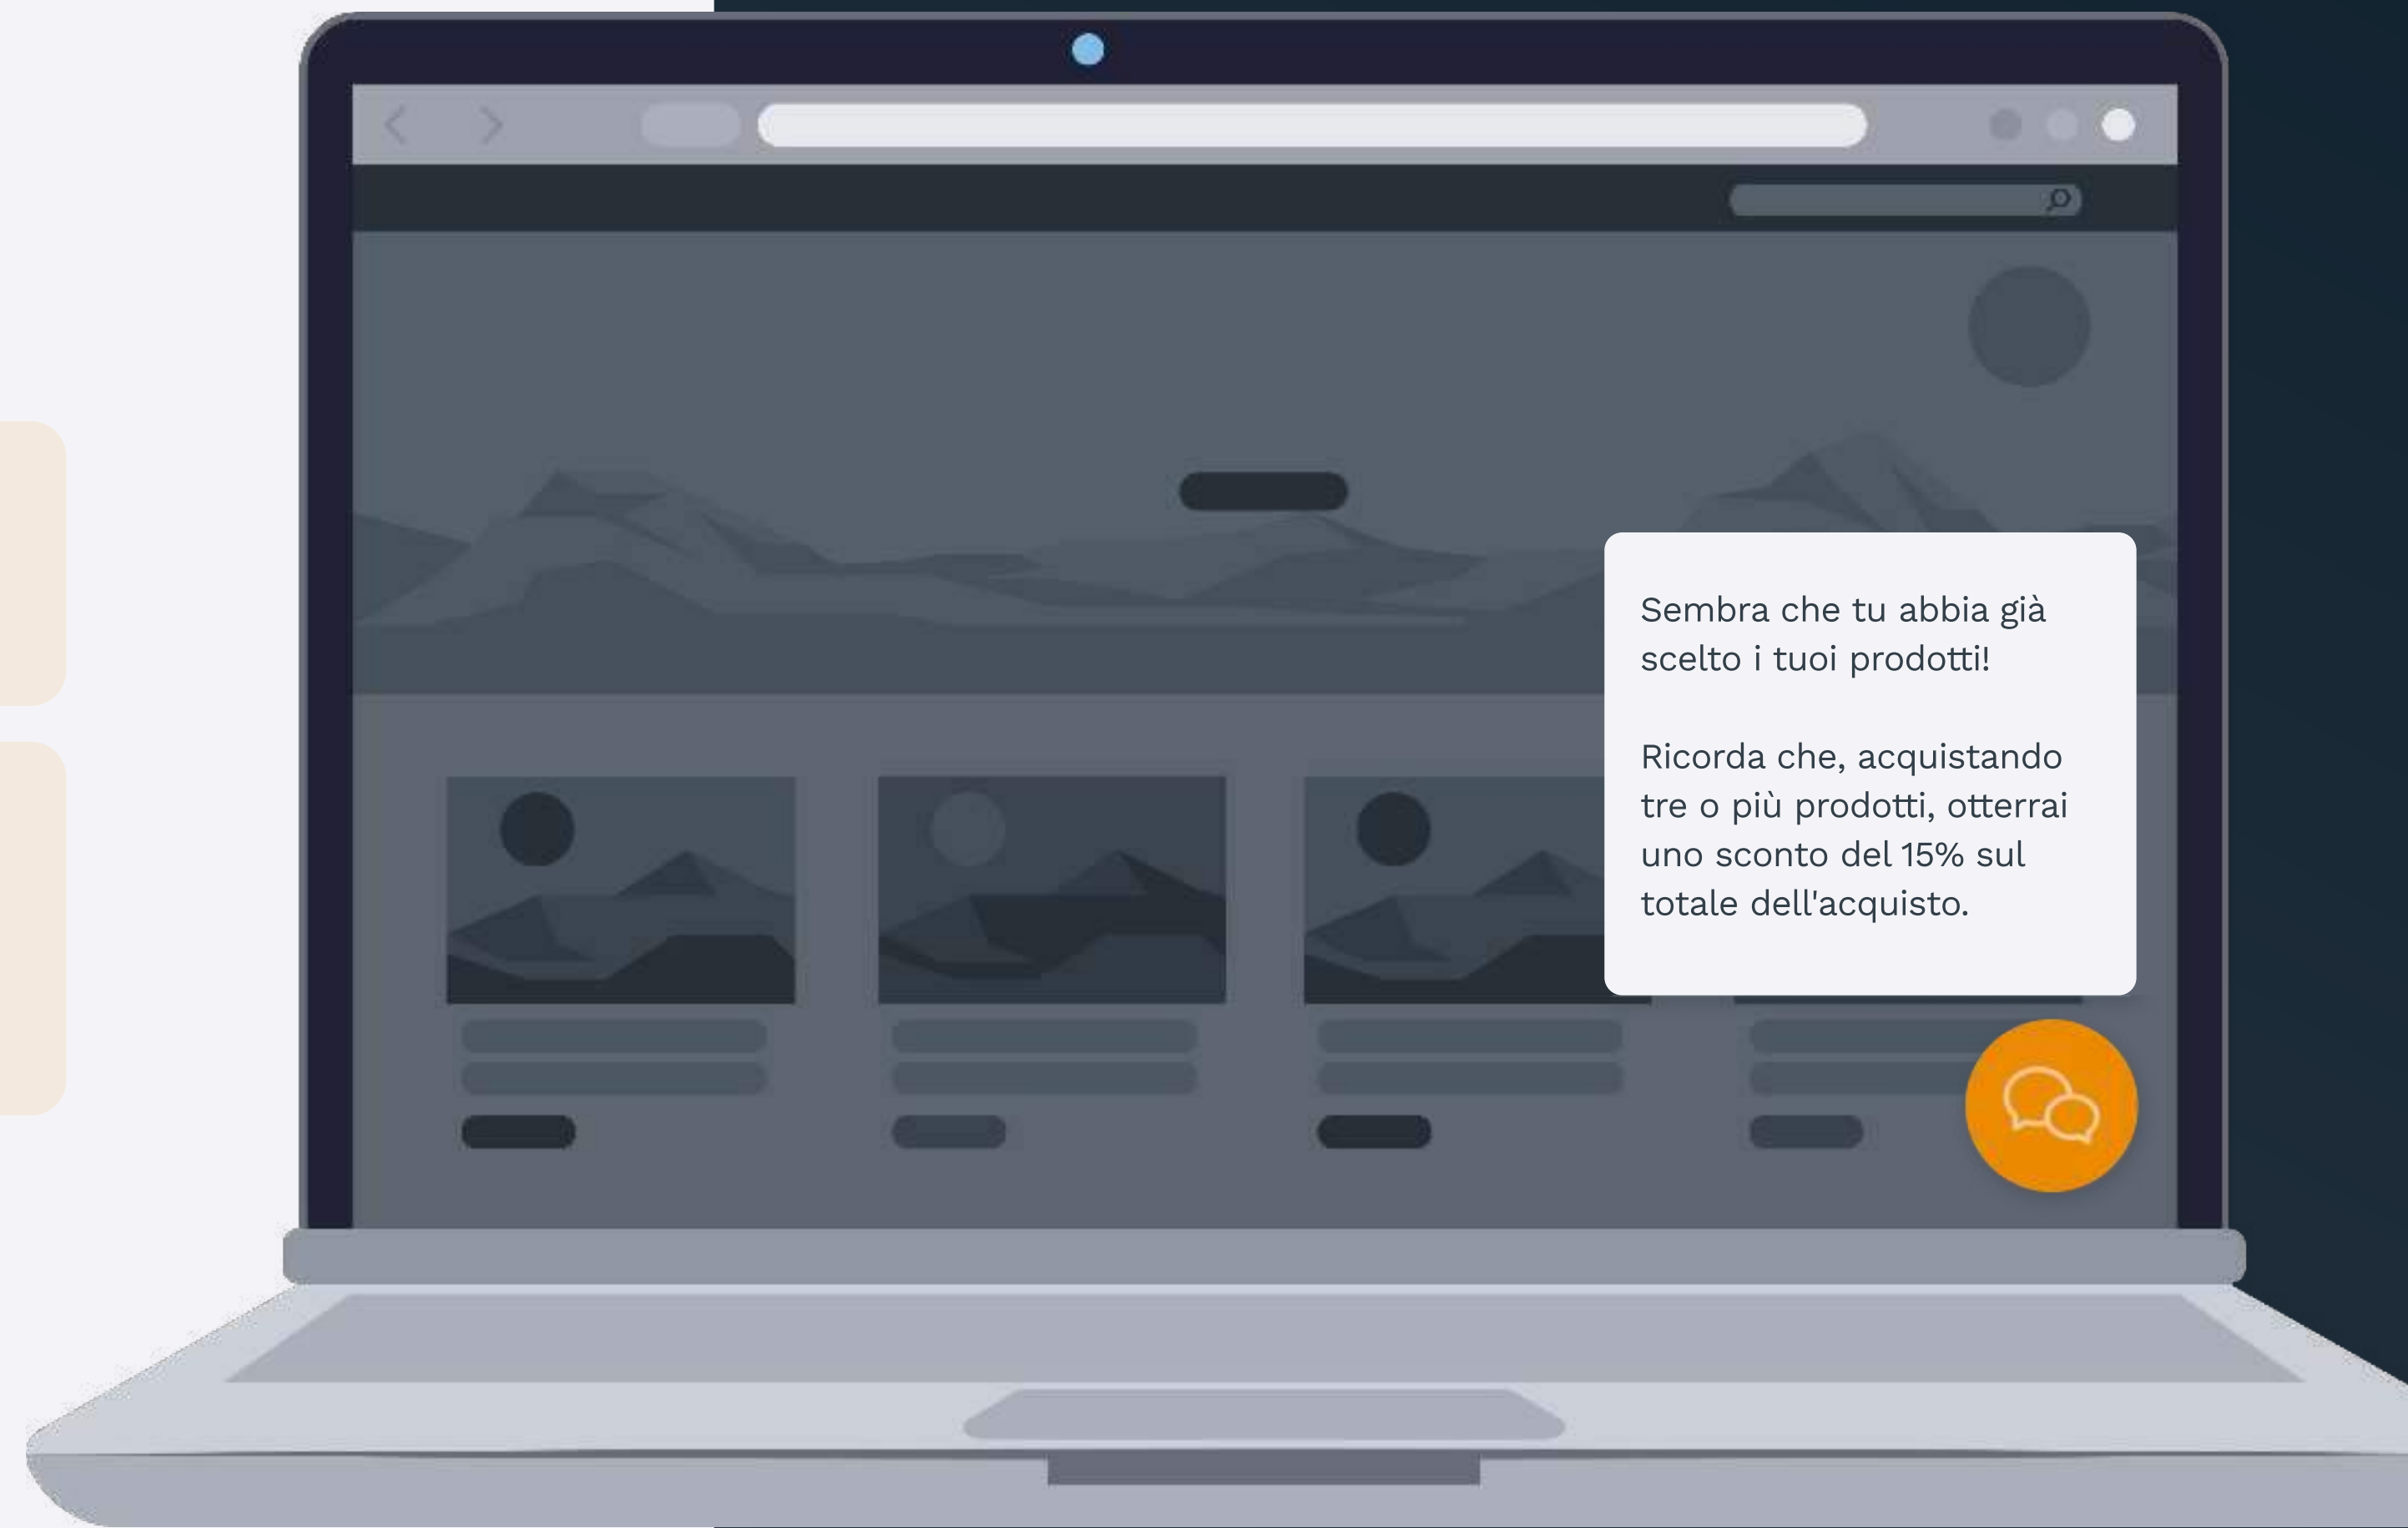 Sembra che tu abbia già
scelto i tuoi prodotti!
Ricorda che, acquistando
tre o più prodotti, otterrai
uno sconto del 15% sul
totale dell'acquisto.